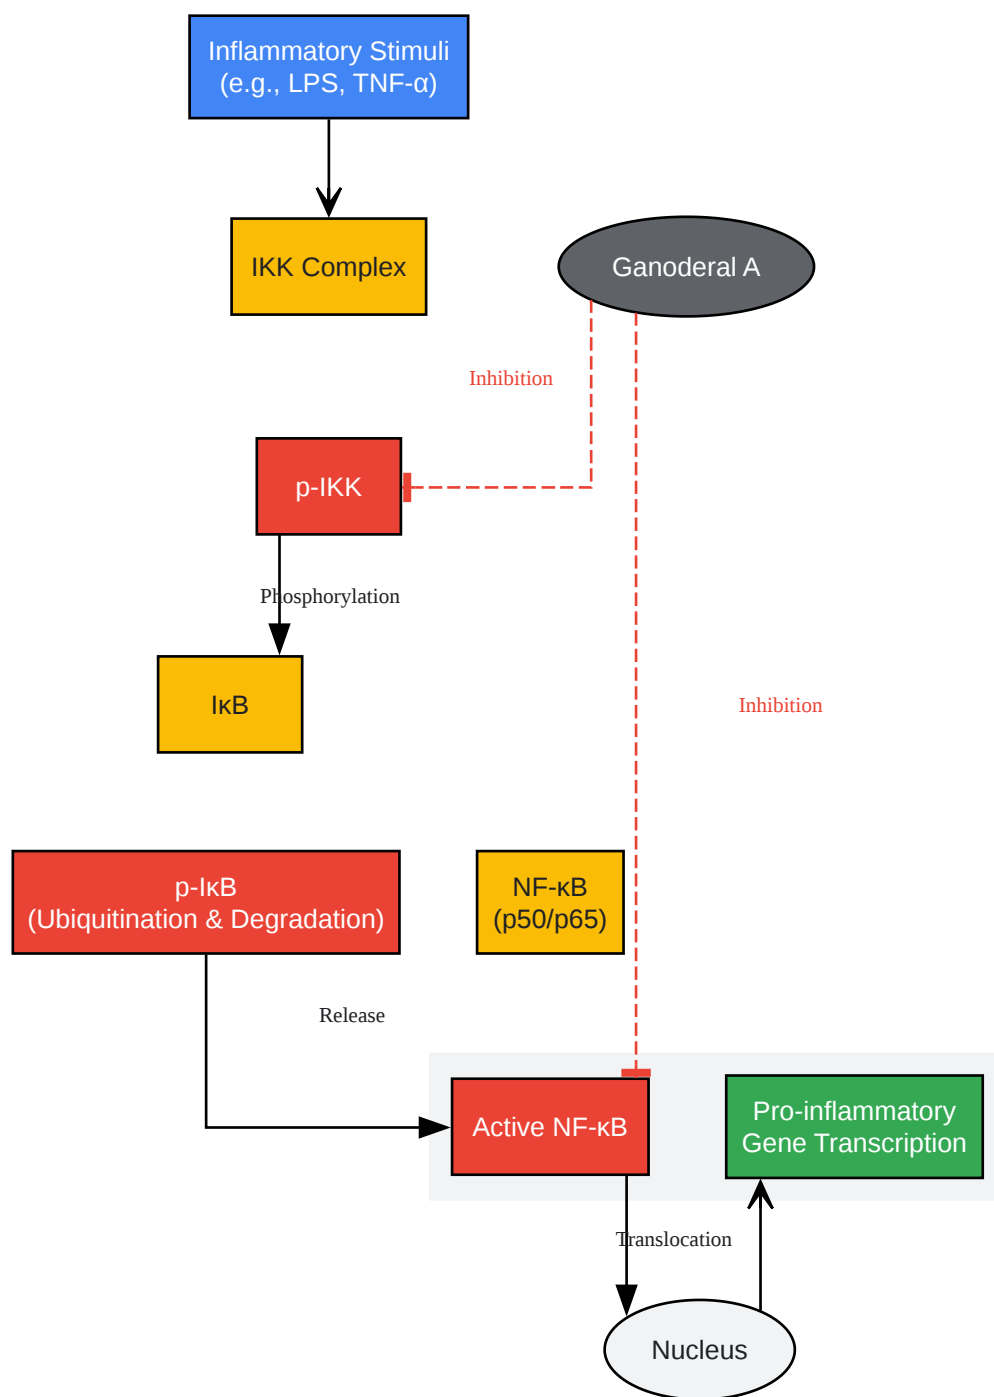 Inflammatory Stimuli
(e.g., LPS, TNF-α)
IKK Complex
Ganoderal A
Inhibition
p-IKK
Phosphorylation
IκB
Inhibition
p-IκB
(Ubiquitination & Degradation)
NF-κB
(p50/p65)
Release
Active NF-κB
Pro-inflammatory
Gene Transcription
Translocation
Nucleus